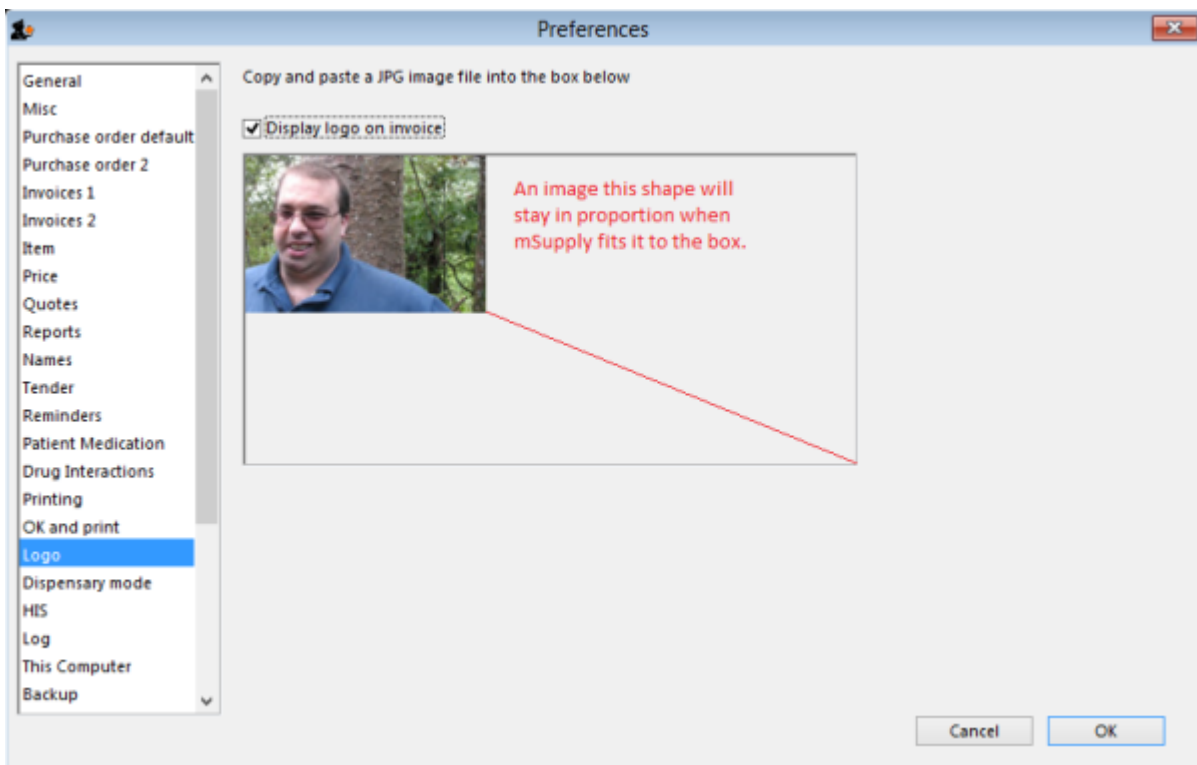 Preferences
General
Misc
Purchase order default
Purchase order 2
Invoices 1
Invoices 2
Item
Price
Quotes
Reports
Names
Tender
Reminders
Patient Medication
Drug Interactions
Printing
OK and print
Logo
Dispensary mode
HIS
Log
This Computer
Backup
Copy and paste a JPG image file into the box below
Display logo on invoice
An image this shape will
stay in proportion when
mSupply fits it to the box.
Cancel
OK